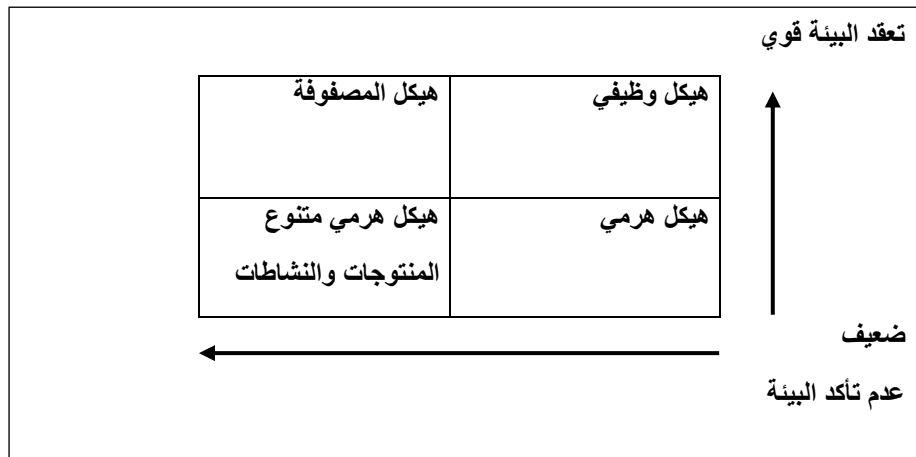 تعقد البيئة قوي
هيكل وظيفي
هيكل المصفوفة
هيكل هرمي
هيكل هرمي متنوع
المنتوجات والنشاطات
ضعيف
عدم تأكد البيئة